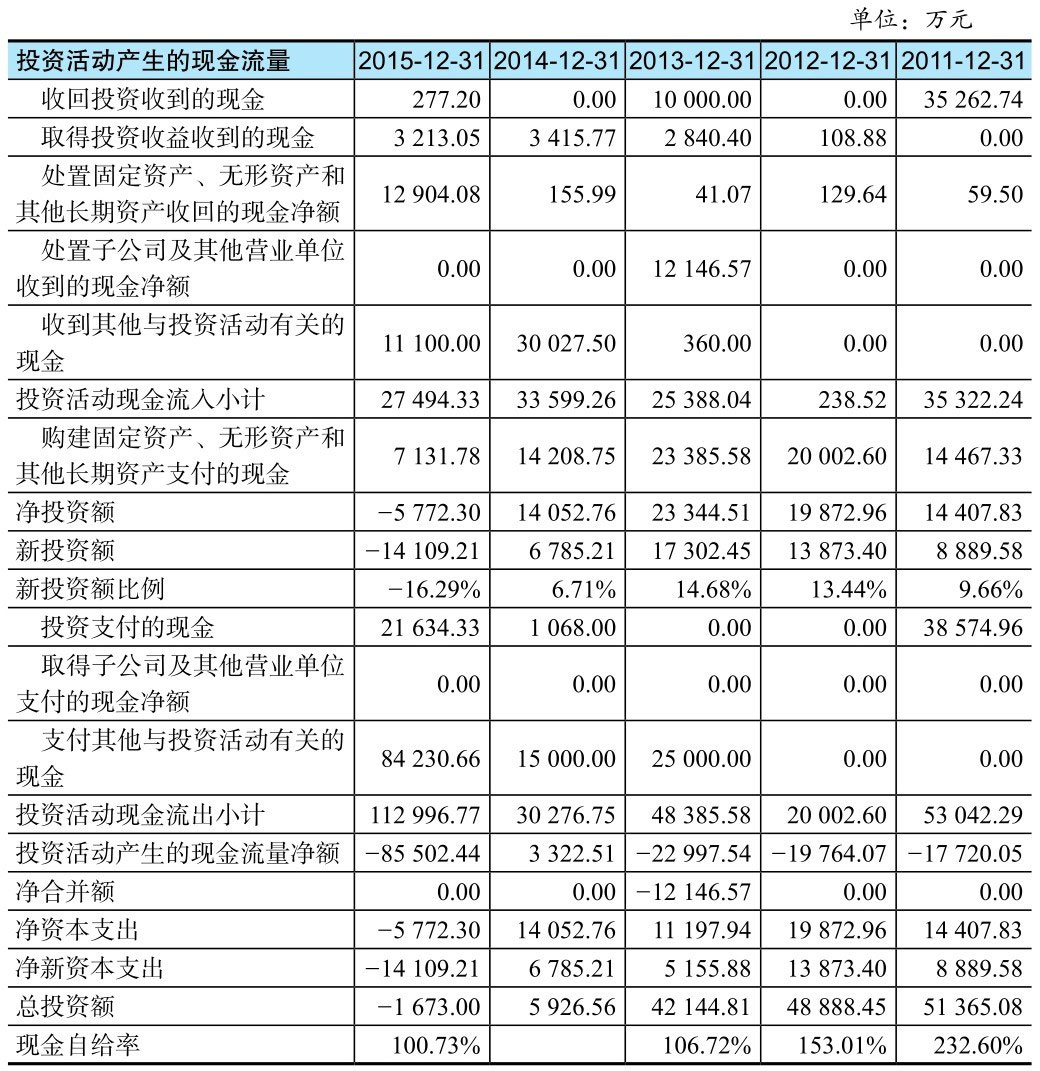 单位：万元
投资活动产生的现金流量 2015-12-31 2014-12-31 2013-12-31 2012-12-31 2011-12-31
收回投资收到的现金 277.20 0.00 10 000.00 0.00 35 262.74
取得投资收益收到的现金 3 213.05 3 415.77 2 840.40 108.88 0.00
处置固定资产、无形资产和
其他长期资产收回的现金净额 12 904.08 155.99 41.07 129.64 59.50
处置子公司及其他营业单位
收到的现金净额 0.00 0.00 12 146.57 0.00 0.00
收到其他与投资活动有关的
现金 11 100.00 30 027.50 360.00 0.00 0.00
投资活动现金流入小计 27 494.33 33 599.26 25 388.04 238.52 35 322.24
购建固定资产、无形资产和
其他长期资产支付的现金 7 131.78 14 208.75 23 385.58 20 002.60 14 467.33
净投资额 −5 772.30 14 052.76 23 344.51 19 872.96 14 407.83
新投资额 −14 109.21 6 785.21 17 302.45 13 873.40 8 889.58
新投资额比例 −16.29% 6.71% 14.68% 13.44% 9.66%
投资支付的现金 21 634.33 1 068.00 0.00 0.00 38 574.96
取得子公司及其他营业单位
支付的现金净额 0.00 0.00 0.00 0.00 0.00
支付其他与投资活动有关的
现金 84 230.66 15 000.00 25 000.00 0.00 0.00
投资活动现金流出小计 112 996.77 30 276.75 48 385.58 20 002.60 53 042.29
投资活动产生的现金流量净额 −85 502.44 3 322.51 −22 997.54 −19 764.07 −17 720.05
净合并额 0.00 0.00 −12 146.57 0.00 0.00
净资本支出 −5 772.30 14 052.76 11 197.94 19 872.96 14 407.83
净新资本支出 −14 109.21 6 785.21 5 155.88 13 873.40 8 889.58
总投资额 −1 673.00 5 926.56 42 144.81 48 888.45 51 365.08
现金自给率 100.73% 106.72% 153.01% 232.60%